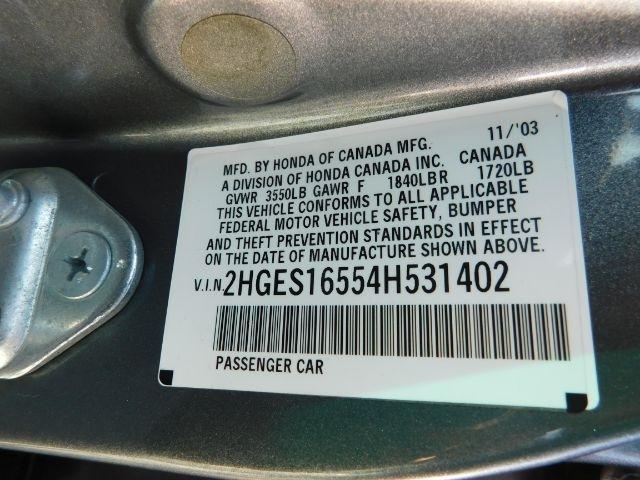 MFD. BY HONDA OF CANADA MFG. 11/'03
A DIVISION OF HONDA CANADA INC. CANADA
GVWR 3550LB GAWR F 1840LBR 1720LB
THIS VEHICLE CONFORMS TO ALL APPLICABLE
FEDERAL MOTOR VEHICLE SAFETY, BUMPER
AND THEFT PREVENTION STANDARDS IN EFFECT
ON THE DATE OF MANUFACTURE SHOWN ABOVE.
V.I.N. 2HGES16554H531402
PASSENGER CAR